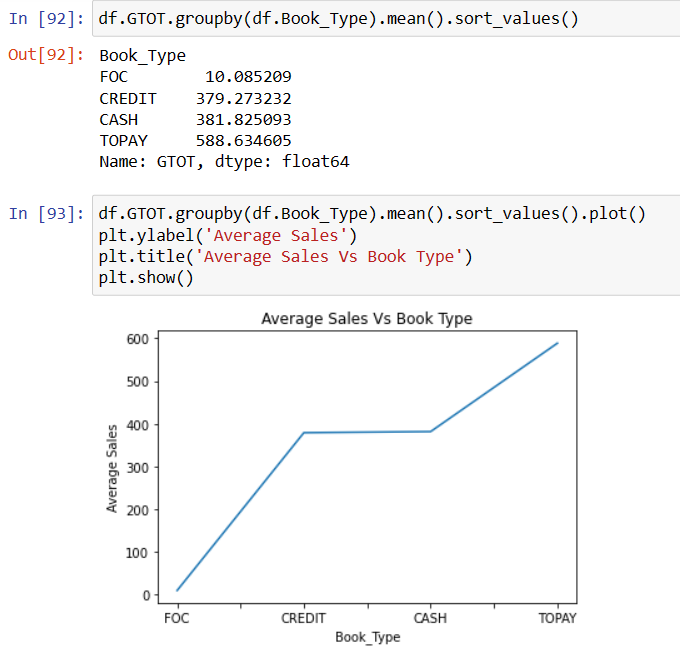 In [92]: df.GTOT.groupby(df.Book_Type).mean().sort_values()
Out[92]: Book_Type
FOC 10.085209
CREDIT 379.273232
CASH 381.825093
TOPAY 588.634605
Name: GTOT, dtype: float64
In [93]: df.GTOT.groupby(df.Book_Type).mean().sort_values().plot()
plt.ylabel('Average Sales')
plt.title('Average Sales Vs Book Type')
plt.show()
Average Sales Vs Book Type
600
500
400
300
200
100
0
Average Sales
FOC CREDIT CASH TOPAY
Book_Type